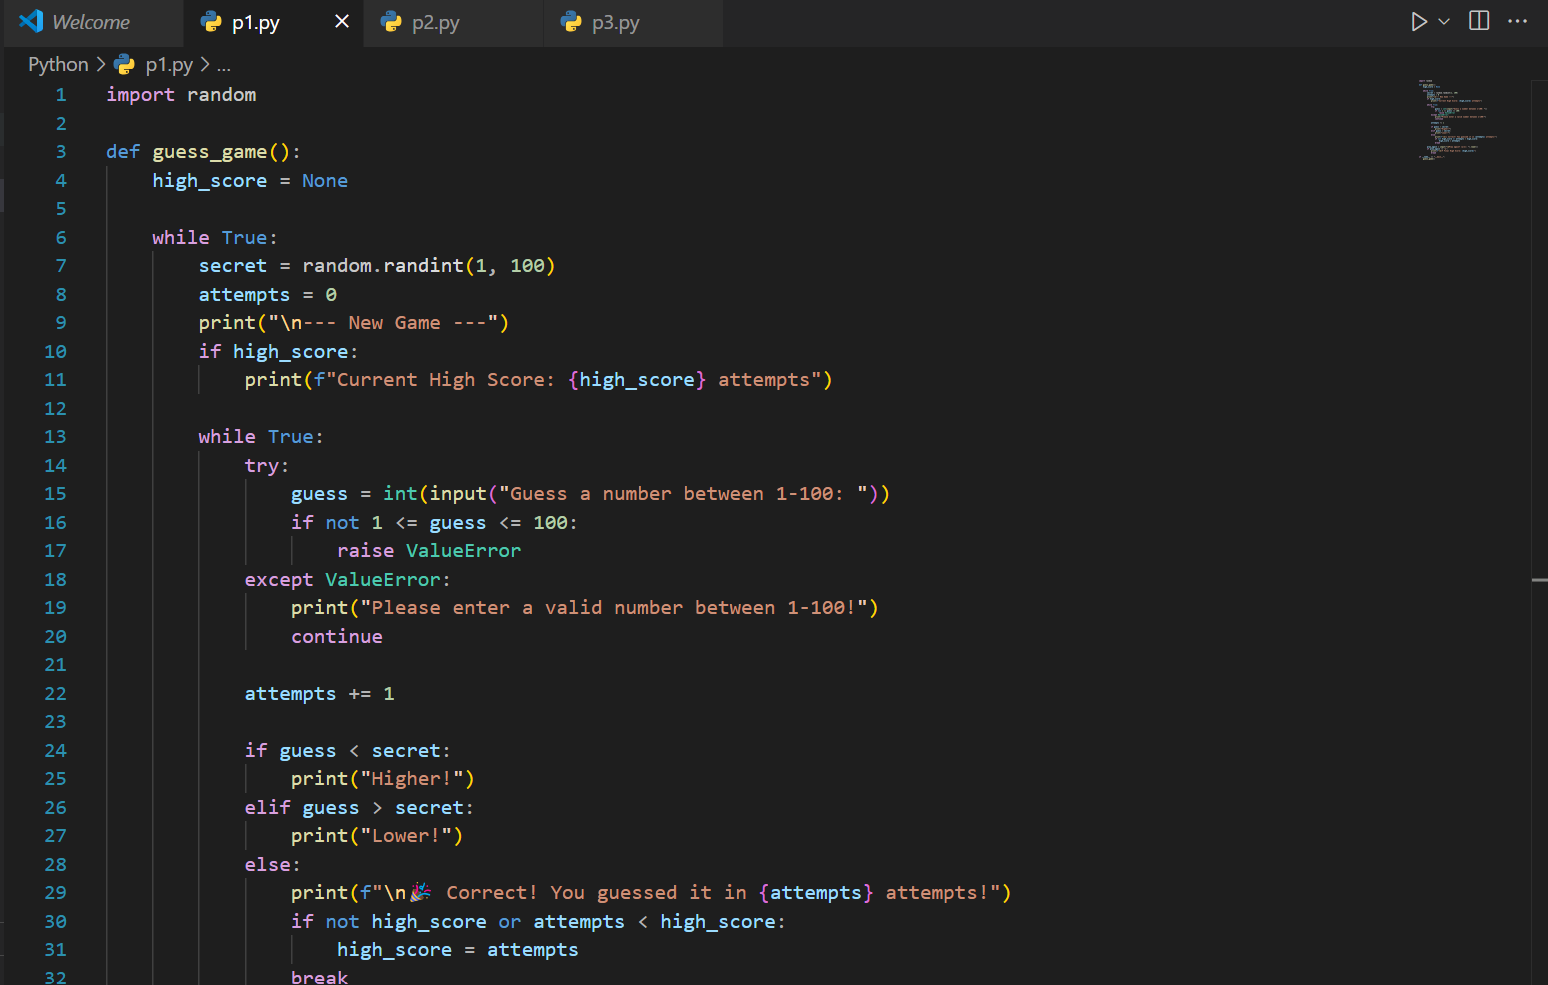 Welcome p1.py p2.py p3.py
Python > p1.py > ...
1 import random
2
3 def guess_game():
4     high_score = None
5
6     while True:
7         secret = random.randint(1, 100)
8         attempts = 0
9         print("\n--- New Game ---")
10         if high_score:
11             print(f"Current High Score: {high_score} attempts")
12
13         while True:
14             try:
15                 guess = int(input("Guess a number between 1-100: "))
16                 if not 1 <= guess <= 100:
17                     raise ValueError
18             except ValueError:
19                 print("Please enter a valid number between 1-100!")
20                 continue
21
22             attempts += 1
23
24             if guess < secret:
25                 print("Higher!")
26             elif guess > secret:
27                 print("Lower!")
28             else:
29                 print(f"\n🎉 Correct! You guessed it in {attempts} attempts!")
30                 if not high_score or attempts < high_score:
31                     high_score = attempts
32                 break